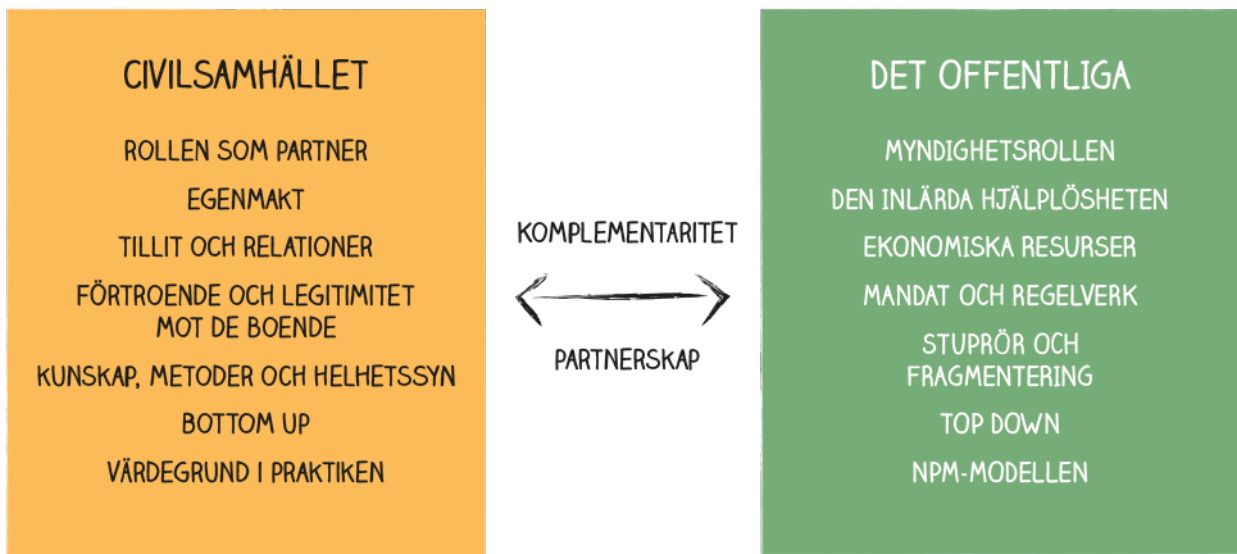 CIVILSAMHÄLLET
ROLLEN SOM PARTNER
EGENMAKT
TILLIT OCH RELATIONER
FÖRTROENDE OCH LEGITIMITET
MOT DE BOENDE
KUNSKAP, METODER OCH HELHETSSYN
BOTTOM UP
VÄRDEGRUND I PRAKTIKEN
KOMPLEMENTARITET
PARTNERSKAP
DET OFFENTLIGA
MYNDIGHETSROLLEN
DEN INLÄRDA HJÄLPLÖSHETEN
EKONOMISKA RESURSER
MANDAT OCH REGELVERK
STUPRÖR OCH
FRAGMENTERING
TOP DOWN
NPM-MODELLEN